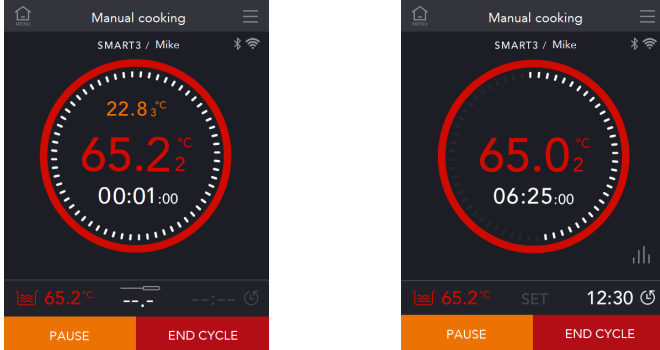 Manual cooking
MENU
SMART3 / Mike
22.83°C
65.22°C
00:01:00
65.2°C
--.-
--:--
PAUSE
END CYCLE
Manual cooking
MENU
SMART3 / Mike
65.02°C
06:25:00
65.2°C
SET
12:30
PAUSE
END CYCLE